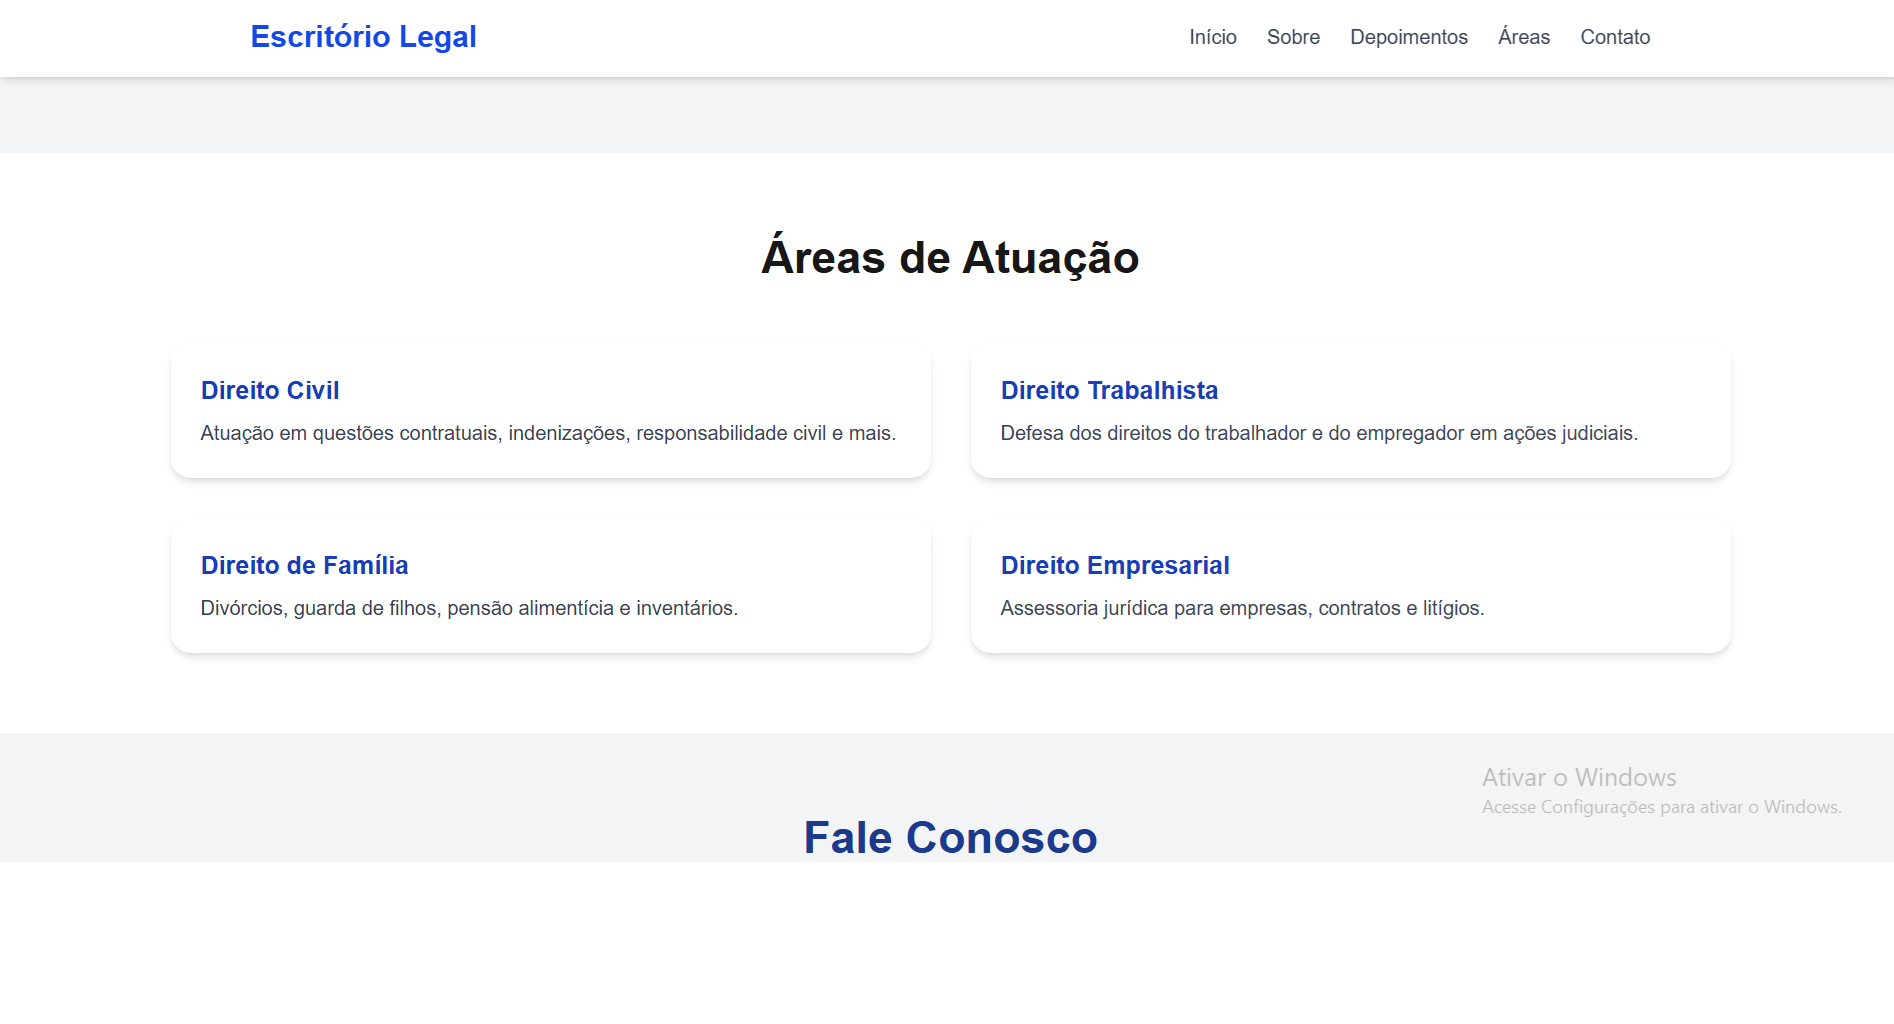 Escritório Legal
Início Sobre Depoimentos Áreas Contato
Áreas de Atuação
Direito Civil
Atuação em questões contratuais, indenizações, responsabilidade civil e mais.
Direito Trabalhista
Defesa dos direitos do trabalhador e do empregador em ações judiciais.
Direito de Família
Divórcios, guarda de filhos, pensão alimentícia e inventários.
Direito Empresarial
Assessoria jurídica para empresas, contratos e litígios.
Ativar o Windows
Acesse Configurações para ativar o Windows.
Fale Conosco